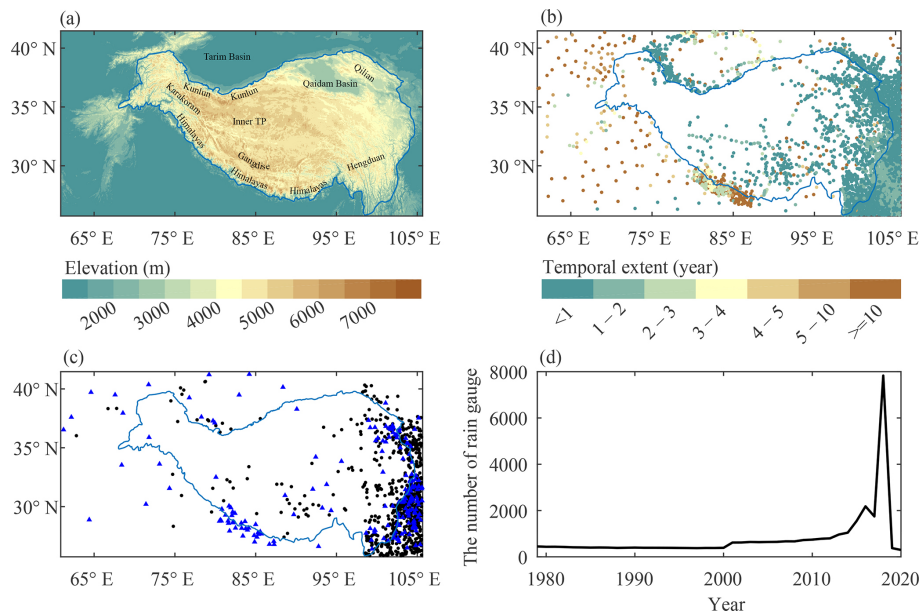 (a)
40° N
35° N
30° N
65° E
75° E
85° E
95° E
105° E
Tarim Basin
Qilian
Qaidam Basin
Kunlun
Kunlun
Karakoram
Himalayas
Inner TP
Gangdise
Himalayas
Himalayas
Hengduan
Elevation (m)
2000
3000
4000
5000
6000
7000
(b)
40° N
35° N
30° N
65° E
75° E
85° E
95° E
105° E
Temporal extent (year)
<1
1 – 2
2 – 3
3 – 4
4 – 5
5 – 10
>=10
(c)
40° N
35° N
30° N
65° E
75° E
85° E
95° E
105° E
(d)
The number of rain gauge
8000
6000
4000
2000
0
1980
1990
2000
2010
2020
Year